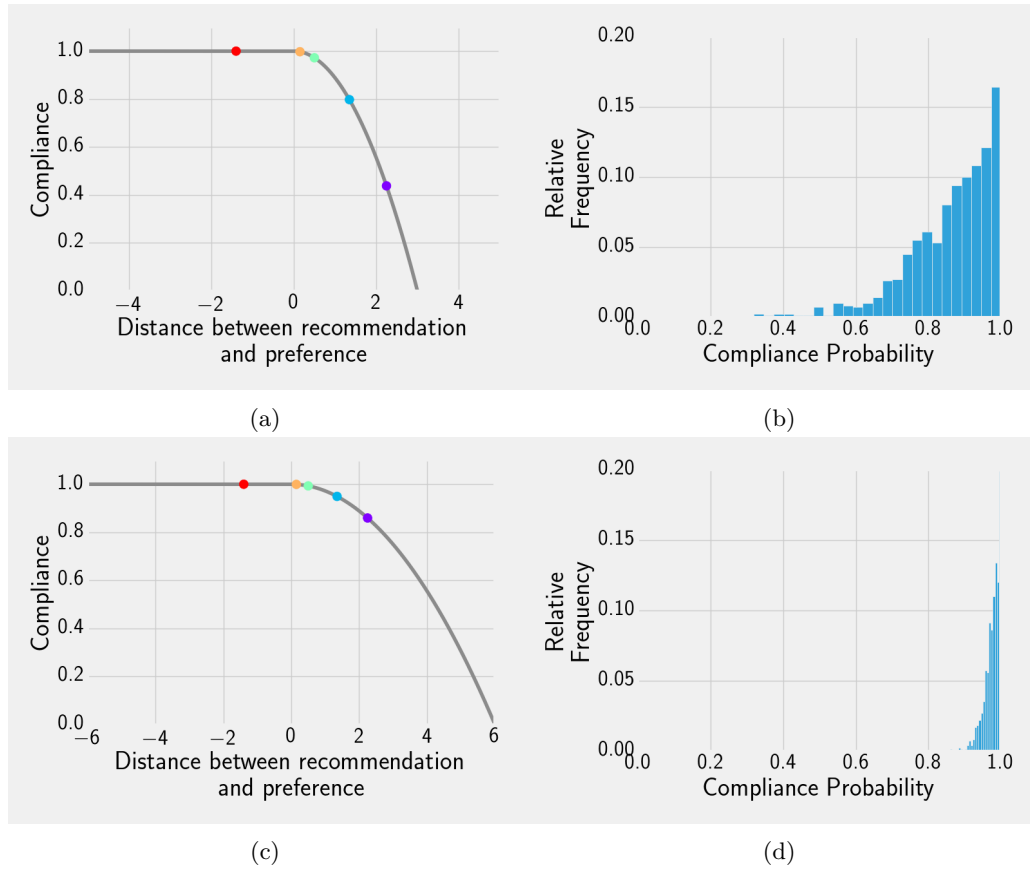 1.0
0.8
0.6
0.4
0.2
0.0
Compliance
−4 −2 0 2 4
Distance between recommendation
and preference
0.20
0.15
0.10
0.05
0.00
Relative
Frequency
0.0 0.2 0.4 0.6 0.8 1.0
Compliance Probability
(a)
(b)
1.0
0.8
0.6
0.4
0.2
0.0
Compliance
−6 −4 −2 0 2 4 6
Distance between recommendation
and preference
0.20
0.15
0.10
0.05
0.00
Relative
Frequency
0.0 0.2 0.4 0.6 0.8 1.0
Compliance Probability
(c)
(d)